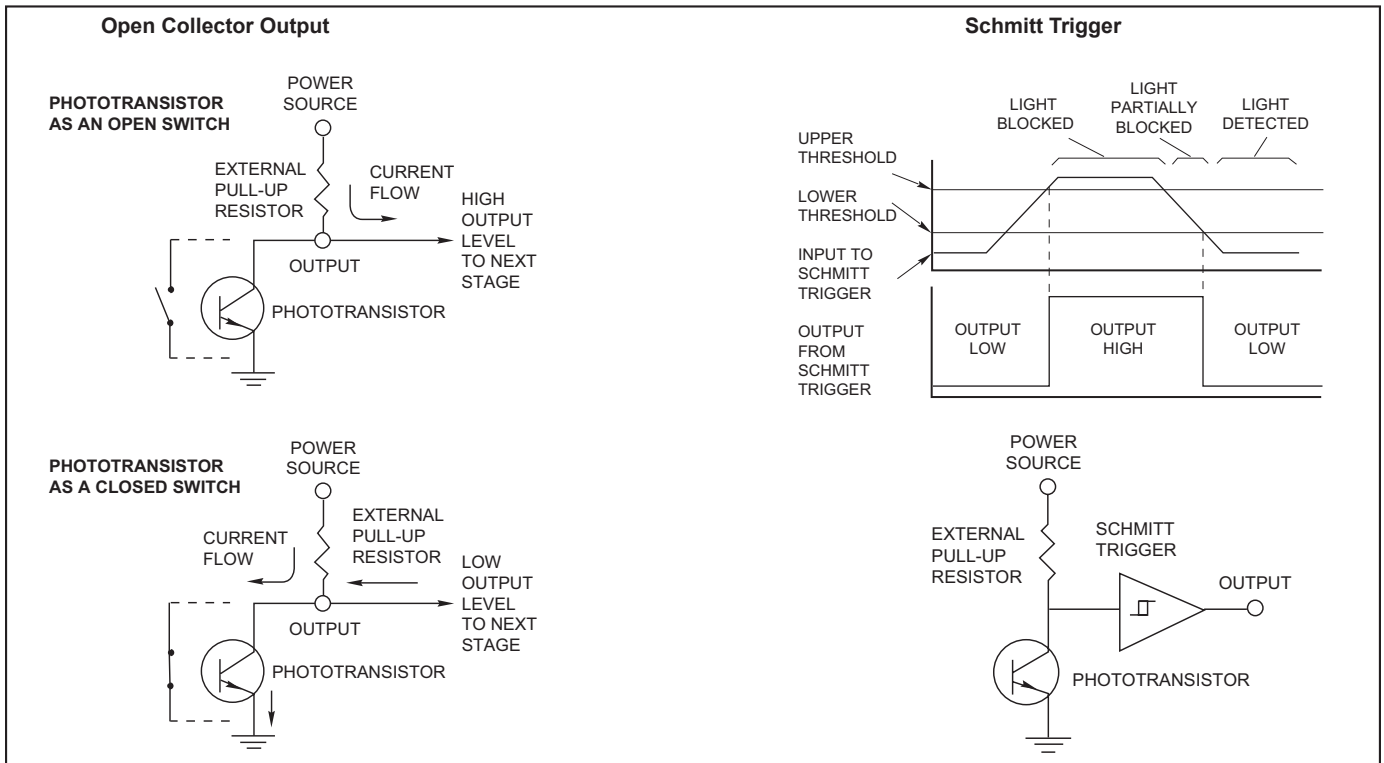 Open Collector Output
PHOTOTRANSISTOR
AS AN OPEN SWITCH
POWER
SOURCE
EXTERNAL
PULL-UP
RESISTOR
CURRENT
FLOW
HIGH
OUTPUT
LEVEL
TO NEXT
STAGE
OUTPUT
PHOTOTRANSISTOR
PHOTOTRANSISTOR
AS A CLOSED SWITCH
POWER
SOURCE
CURRENT
FLOW
EXTERNAL
PULL-UP
RESISTOR
LOW
OUTPUT
LEVEL
TO NEXT
STAGE
OUTPUT
PHOTOTRANSISTOR
Schmitt Trigger
LIGHT
BLOCKED
LIGHT
PARTIALLY
BLOCKED
LIGHT
DETECTED
UPPER
THRESHOLD
LOWER
THRESHOLD
INPUT TO
SCHMITT
TRIGGER
OUTPUT
FROM
SCHMITT
TRIGGER
OUTPUT
LOW
OUTPUT
HIGH
OUTPUT
LOW
POWER
SOURCE
EXTERNAL
PULL-UP
RESISTOR
SCHMITT
TRIGGER
OUTPUT
PHOTOTRANSISTOR